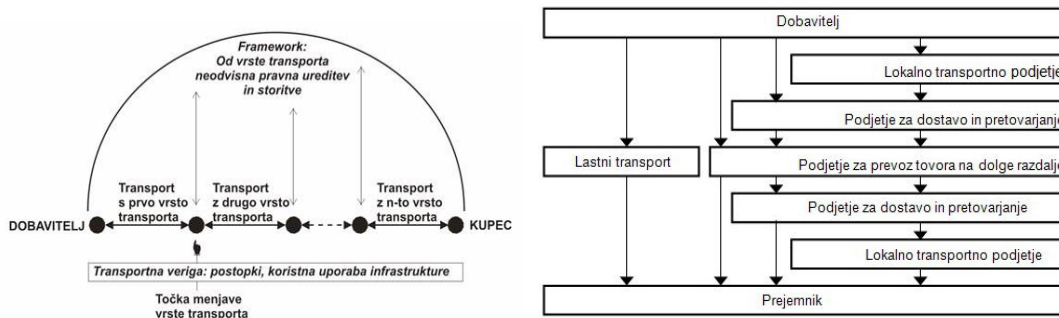 Framework:
Od vrste transporta
neodvisna pravna ureditev
in storitve
Transport
s prvo vrsto
transporta
Transport
z drugo vrsto
transporta
Transport
z n-to vrsto
transporta
DOBAVITELJ
KUPEC
Transportna veriga: postopki, koristna uporaba infrastrukture
Točka menjave
vrste transporta
Dobavitelj
Lokalno transportno podjetje
Podjetje za dostavo in pretovarjanje
Lastni transport
Podjetje za prevoz tovora na dolge razdalje
Podjetje za dostavo in pretovarjanje
Lokalno transportno podjetje
Prejemnik